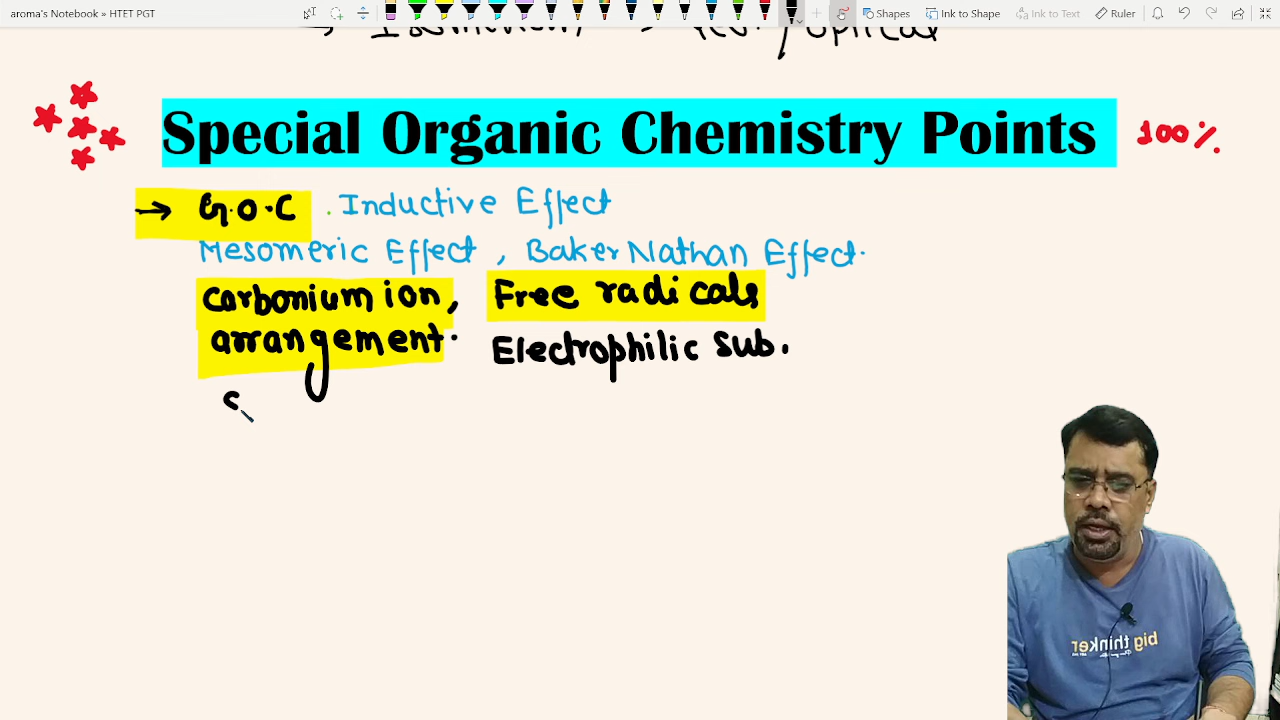 aroma's Notebook » HTET PGT
Shapes Ink to Shape Ink to Text Ruler
Special Organic Chemistry Points 100%
→ G.O.C . Inductive Effect
Mesomeric Effect , Baker Nathan Effect.
Carbonium ion, Free radicals
arrangement. Electrophilic Sub.
S
big thinker